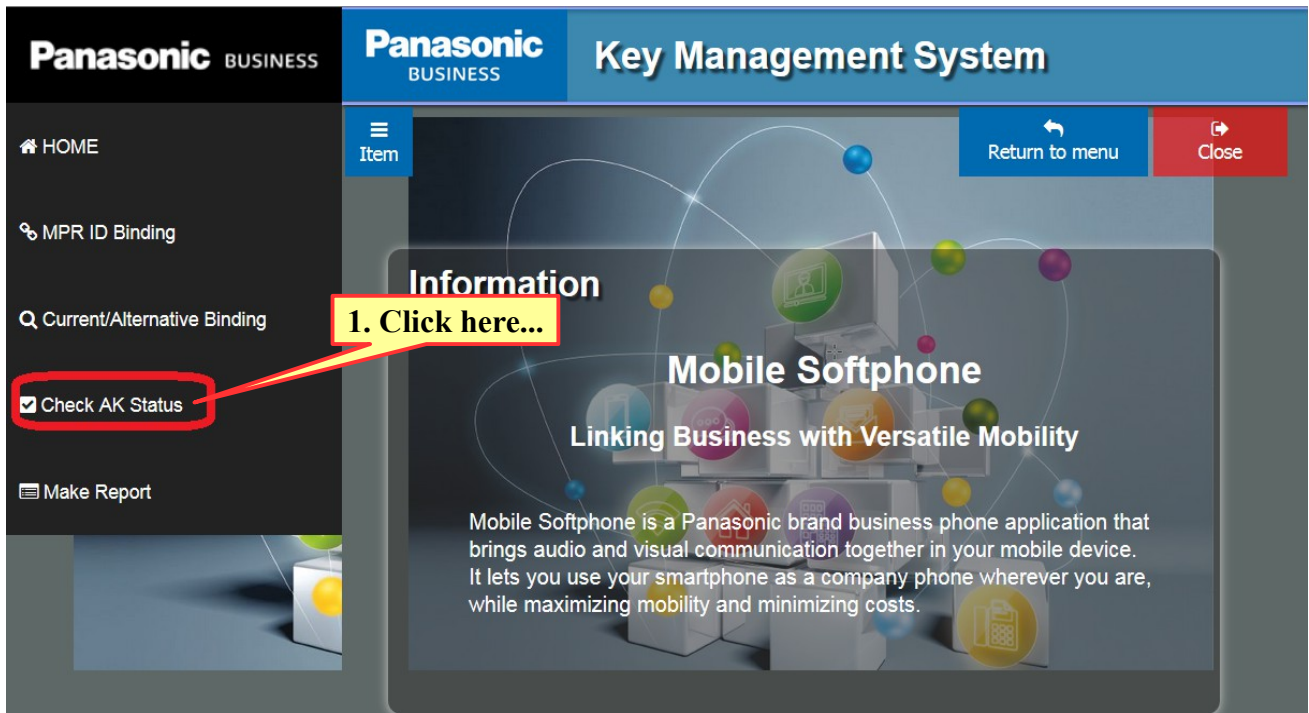 Panasonic BUSINESS
HOME
MPR ID Binding
Current/Alternative Binding
Check AK Status
Make Report
Panasonic
BUSINESS
Key Management System
Item
Return to menu
Close
Information
1. Click here...
Mobile Softphone
Linking Business with Versatile Mobility
Mobile Softphone is a Panasonic brand business phone application that
brings audio and visual communication together in your mobile device.
It lets you use your smartphone as a company phone wherever you are,
while maximizing mobility and minimizing costs.